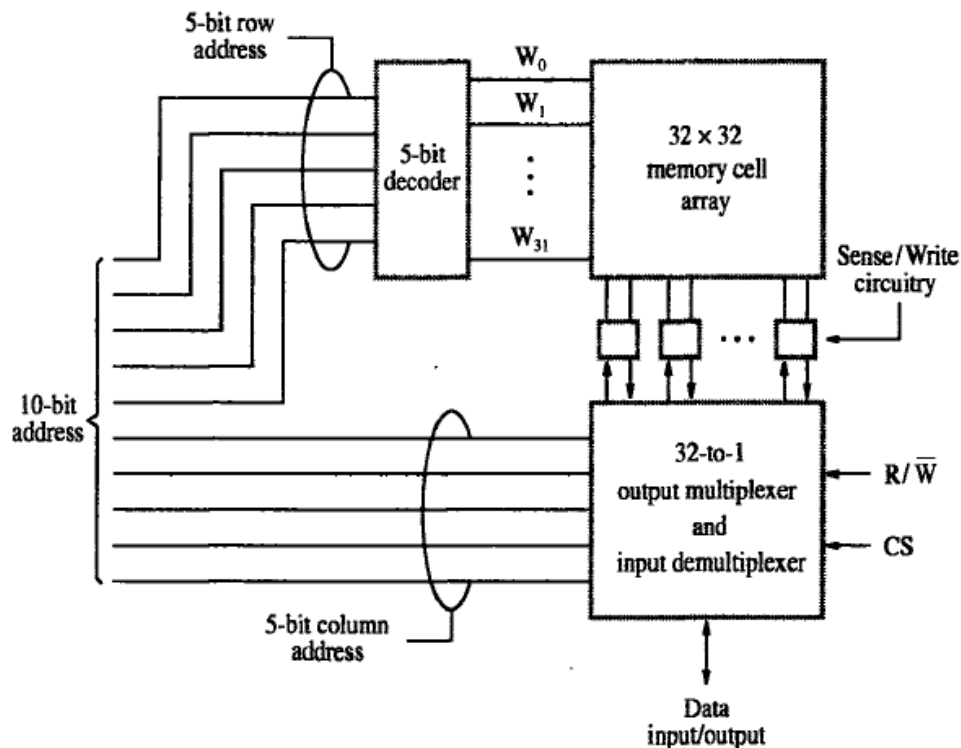 5-bit row
address
W0
W1
5-bit
decoder
W31
32 × 32
memory cell
array
Sense/Write
circuitry
10-bit
address
32-to-1
output multiplexer
and
input demultiplexer
R/W̅
CS
5-bit column
address
Data
input/output